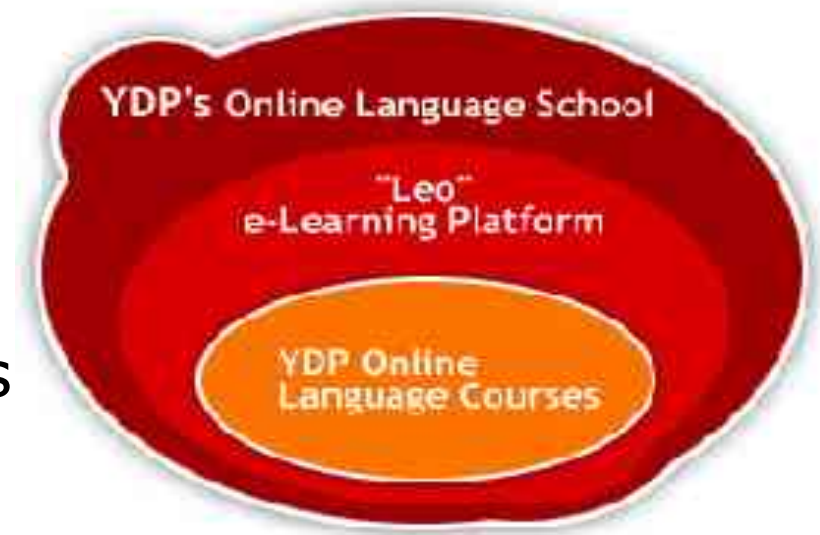 YDP's Online Language School
"Leo"
e-Learning Platform
YDP Online
Language Courses
s